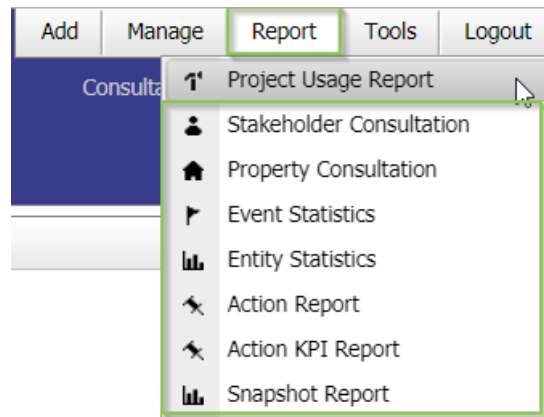 Add Manage Report Tools Logout
Consulta
Project Usage Report
Stakeholder Consultation
Property Consultation
Event Statistics
Entity Statistics
Action Report
Action KPI Report
Snapshot Report